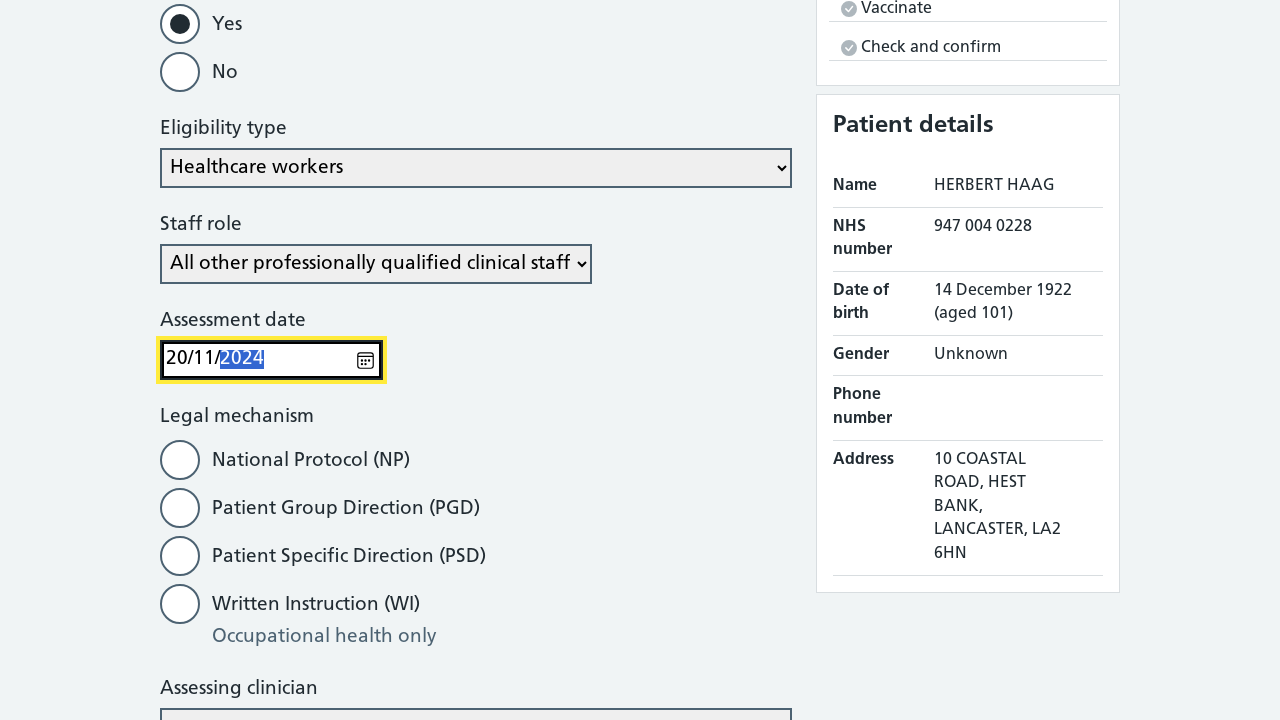 Yes
No
Eligibility type
Healthcare workers
Staff role
All other professionally qualified clinical staff
Assessment date
20/11/2024
Legal mechanism
National Protocol (NP)
Patient Group Direction (PGD)
Patient Specific Direction (PSD)
Written Instruction (WI)
Occupational health only
Assessing clinician
Vaccinate
Check and confirm
Patient details
Name HERBERT HAAG
NHS 947 004 0228
number
Date of 14 December 1922
birth (aged 101)
Gender Unknown
Phone
number
Address 10 COASTAL
ROAD, HEST
BANK,
LANCASTER, LA2
6HN